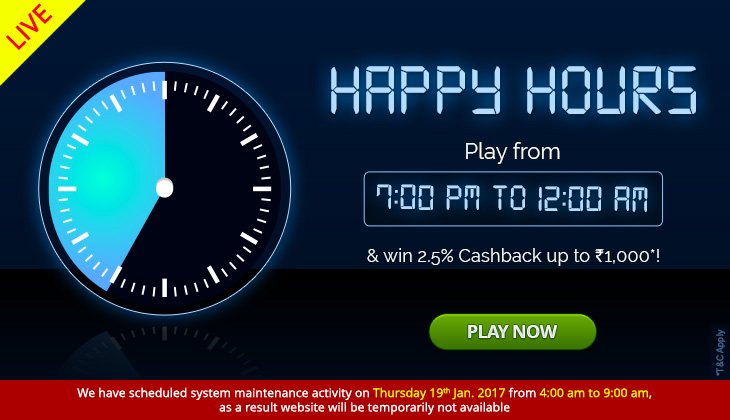 LIVE
HAPPY HOURS
Play from
7:00 PM TO 12:00 AM
& win 2.5% Cashback up to ₹1,000*!
PLAY NOW
*T&C Apply
We have scheduled system maintenance activity on Thursday 19th Jan. 2017 from 4:00 am to 9:00 am,
as a result website will be temporarily not available